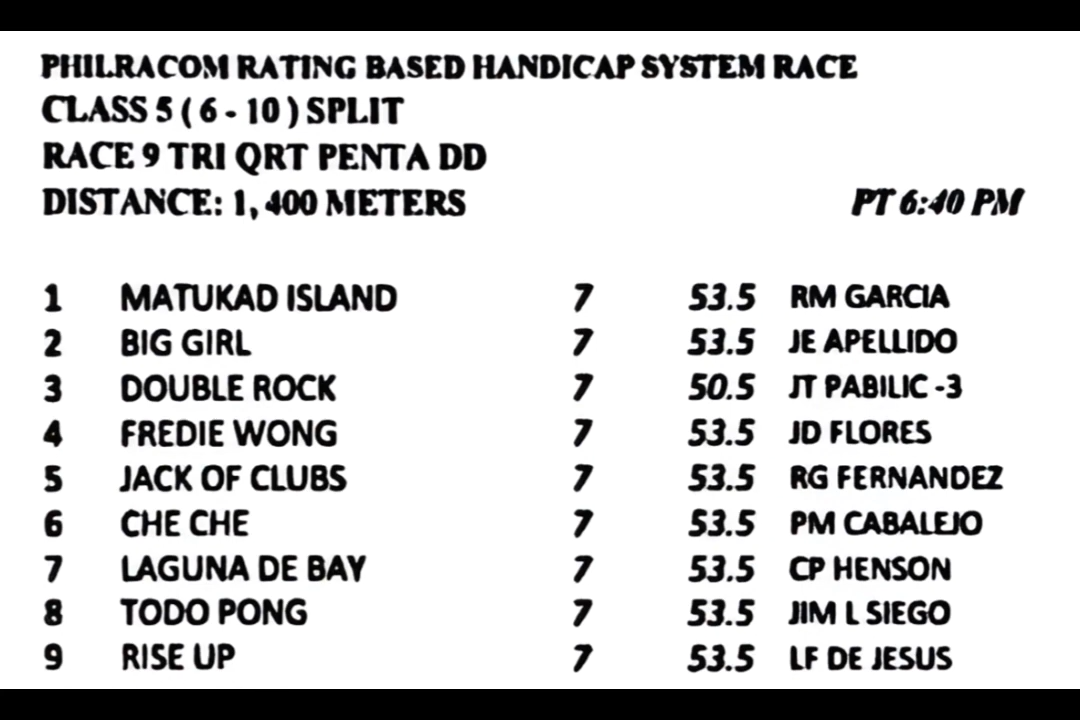 PHILRACOM RATING BASED HANDICAP SYSTEM RACE
CLASS 5 ( 6 - 10 ) SPLIT
RACE 9 TRI QRT PENTA DD
DISTANCE: 1, 400 METERS PT 6:40 PM
1 MATUKAD ISLAND 7 53.5 RM GARCIA
2 BIG GIRL 7 53.5 JE APELLIDO
3 DOUBLE ROCK 7 50.5 JT PABILIC -3
4 FREDIE WONG 7 53.5 JD FLORES
5 JACK OF CLUBS 7 53.5 RG FERNANDEZ
6 CHE CHE 7 53.5 PM CABALEJO
7 LAGUNA DE BAY 7 53.5 CP HENSON
8 TODO PONG 7 53.5 JIM L SIEGO
9 RISE UP 7 53.5 LF DE JESUS